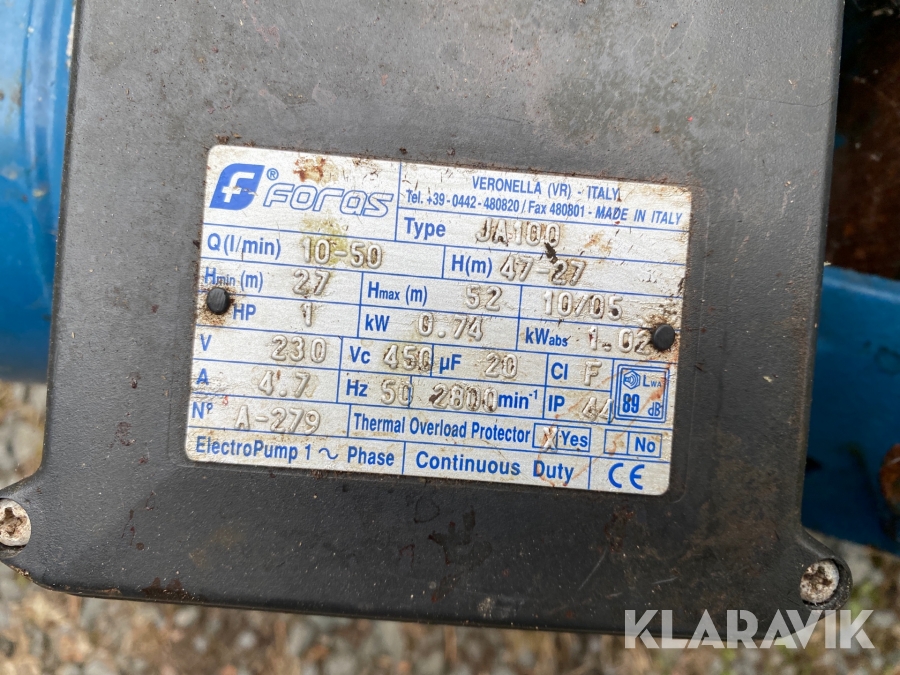 FORAS®
VERONELLA (VR) - ITALY
Tel. +39 - 0442 - 480820 / Fax 480801 - MADE IN ITALY
Type JA100
Q (l/min) 10-50 H (m) 47-27
Hmin (m) 27 Hmax (m) 52 10/05
HP 1 kW 0.74 kWabs 1.02
V 230 Vc 450 µF 20 Cl F LWA
A 4.7 Hz 50 2800 min-1 IP 44 89 dB
N° A-279 Thermal Overload Protector X Yes No
ElectroPump 1 ~ Phase Continuous Duty CE
KLARAVIK